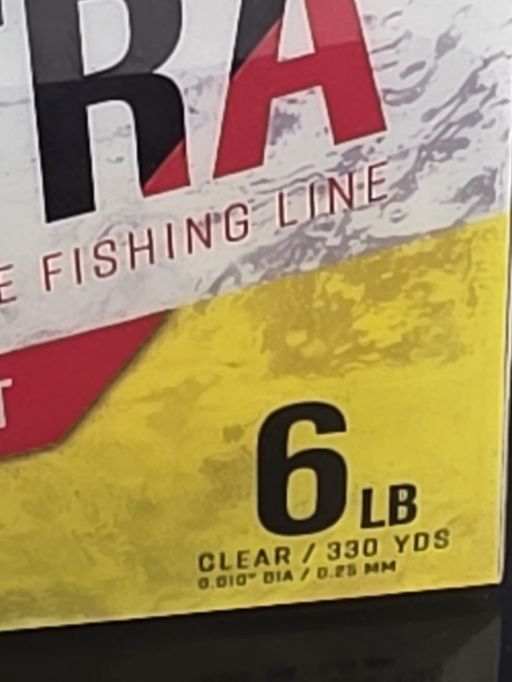 RA
E FISHING LINE
T
6 LB
CLEAR / 330 YDS
0.010" DIA / 0.25 MM